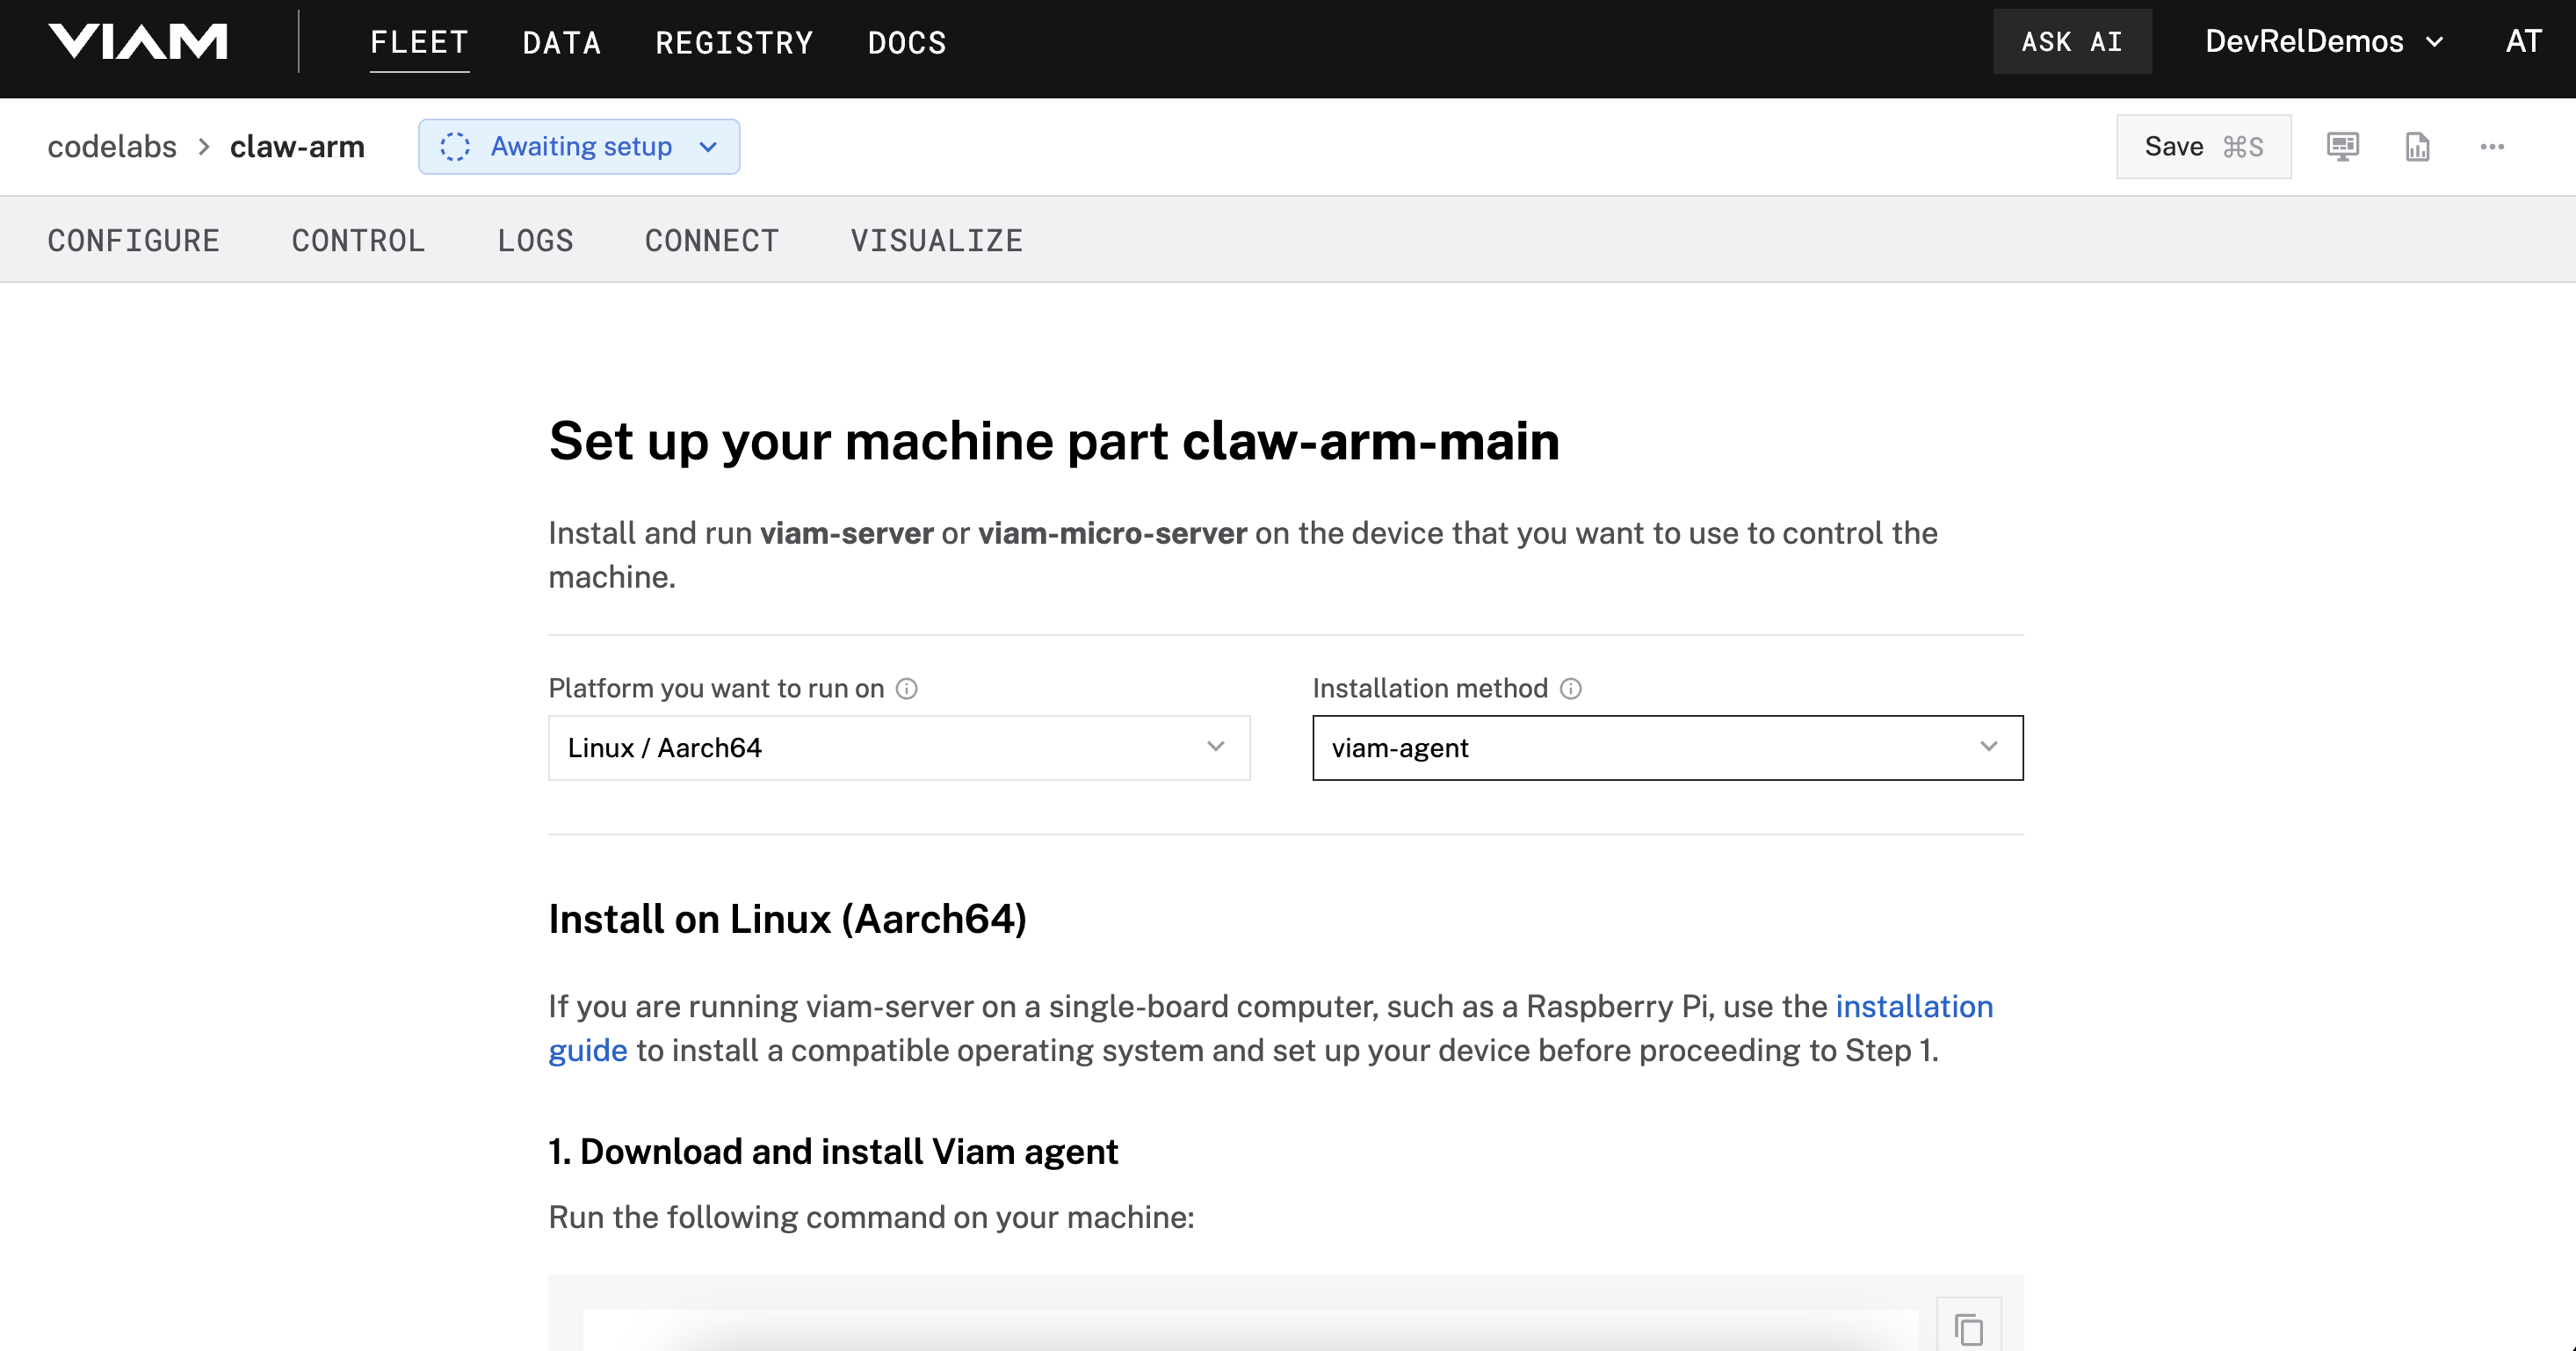 VIAM
FLEET DATA REGISTRY DOCS ASK AI DevRelDemos AT
codelabs > claw-arm Awaiting setup Save ⌘S
CONFIGURE CONTROL LOGS CONNECT VISUALIZE
Set up your machine part claw-arm-main
Install and run viam-server or viam-micro-server on the device that you want to use to control the
machine.
Platform you want to run on Installation method
Linux / Aarch64 viam-agent
Install on Linux (Aarch64)
If you are running viam-server on a single-board computer, such as a Raspberry Pi, use the installation
guide to install a compatible operating system and set up your device before proceeding to Step 1.
1. Download and install Viam agent
Run the following command on your machine: